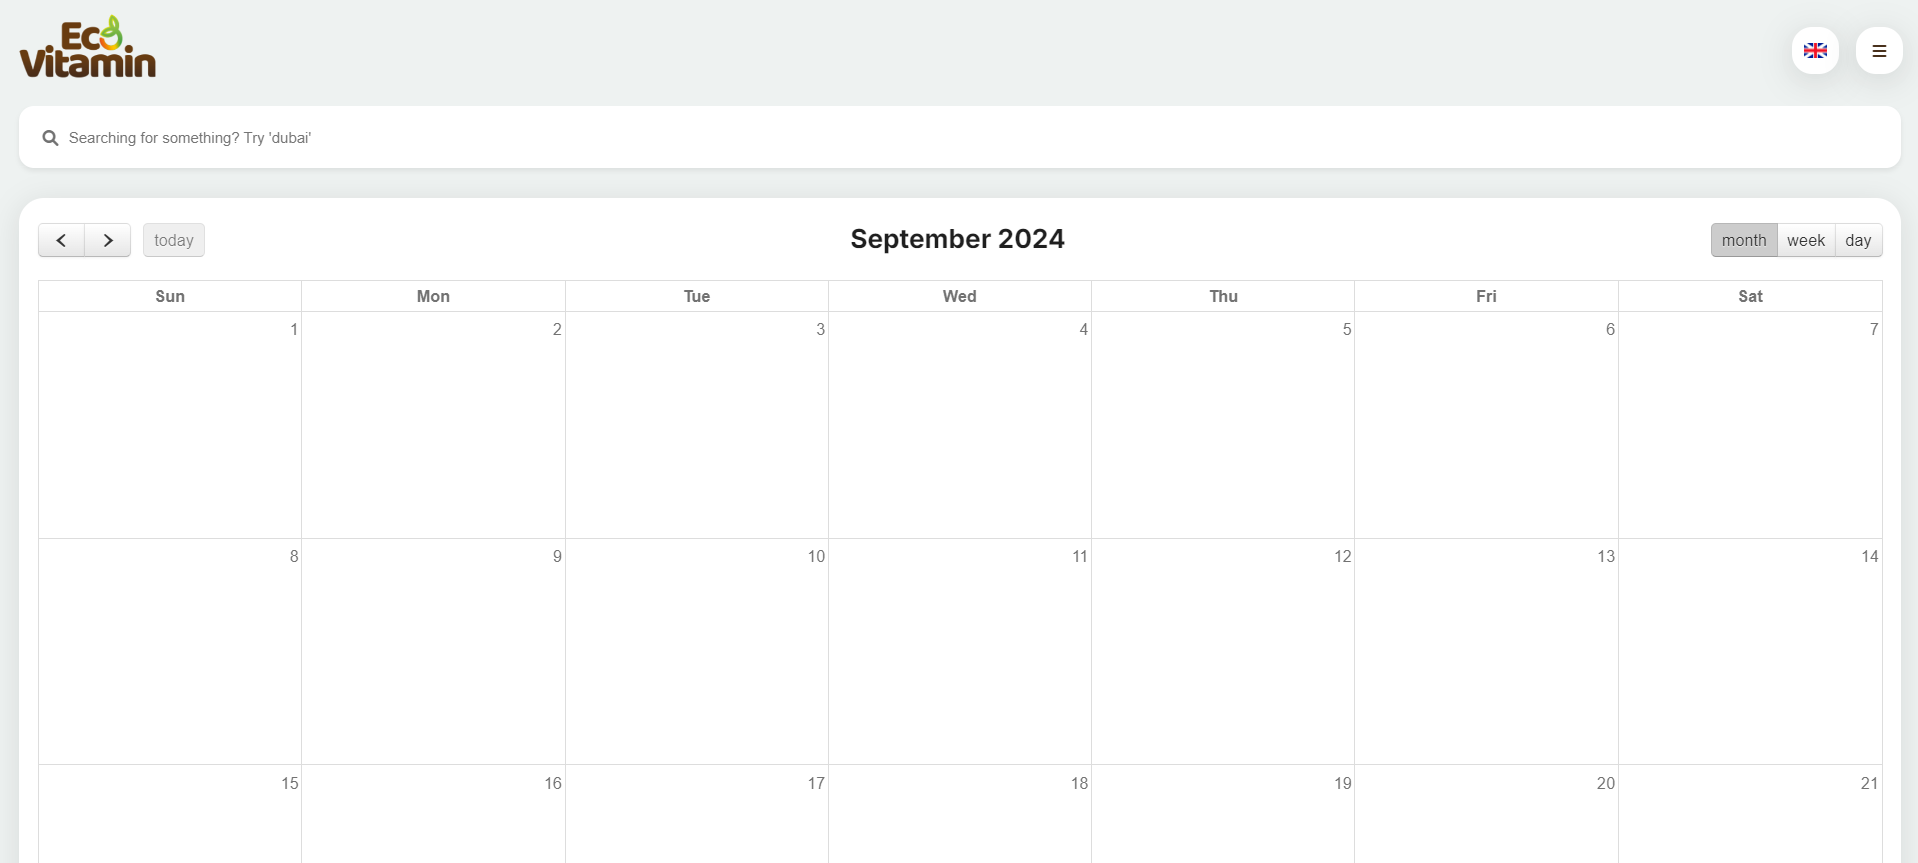 Eco
Vitamin
Searching for something? Try 'dubai'
today
September 2024
month week day
Sun Mon Tue Wed Thu Fri Sat
1 2 3 4 5 6 7
8 9 10 11 12 13 14
15 16 17 18 19 20 21